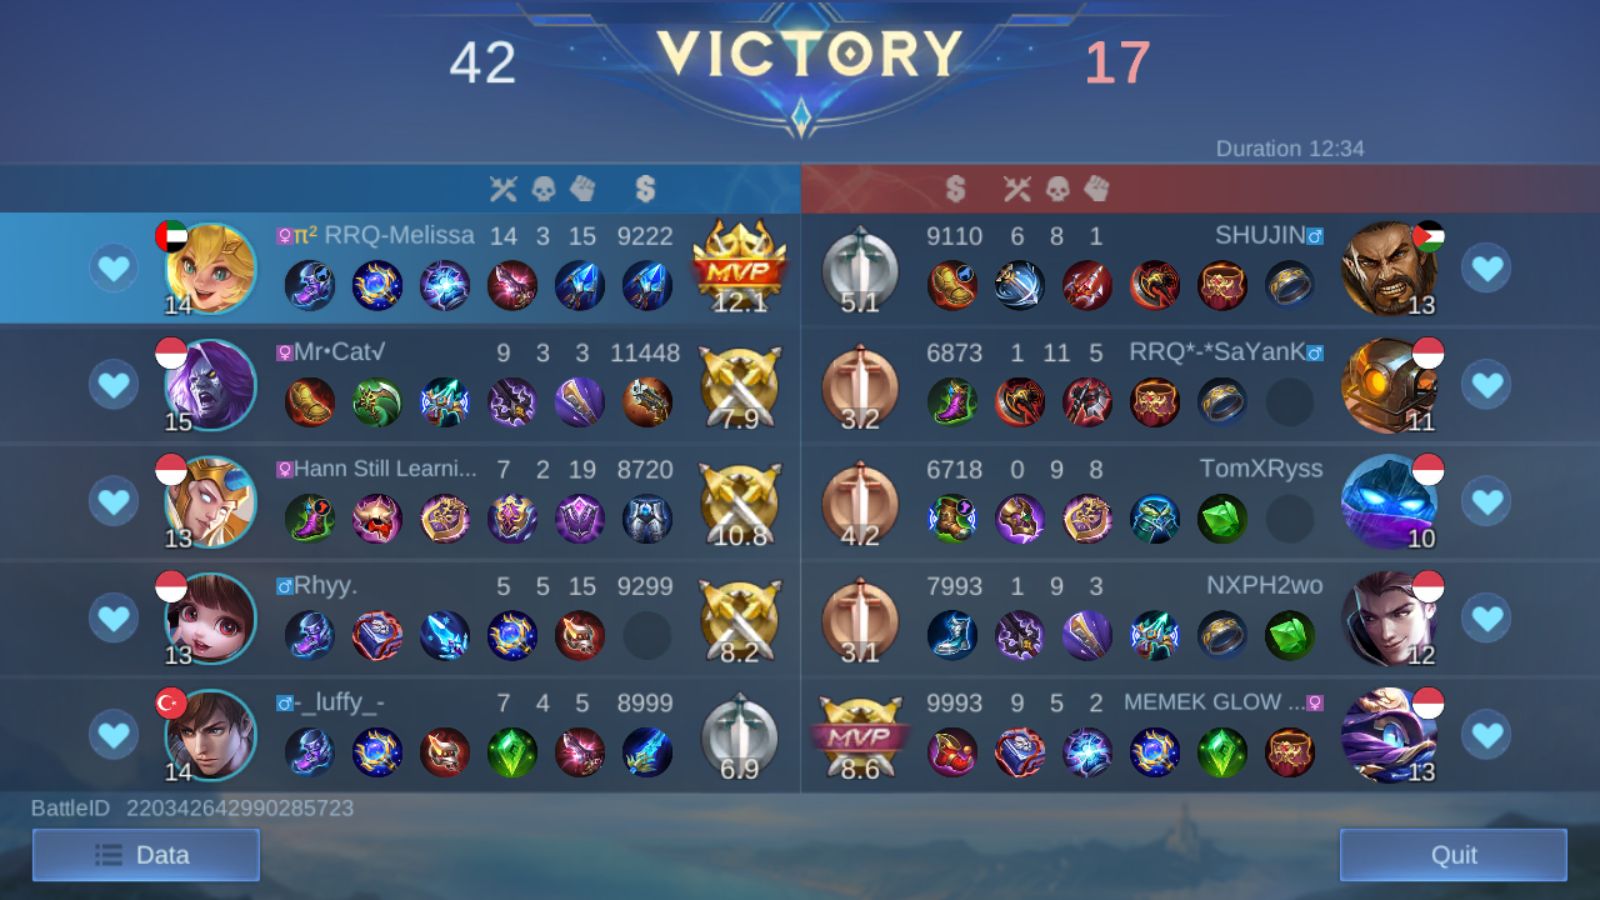 42 VICTORY 17
Duration 12:34
π² RRQ-Melissa 14 3 15 9222
MVP
14 12.1
9110 6 8 1 SHUJIN
5.1 13
Mr•Cat√ 9 3 3 11448
15 7.9
6873 1 11 5 RRQ*-*SaYanK
3.2 11
Hann Still Learni... 7 2 19 8720
13 10.8
6718 0 9 8 TomXRyss
4.2 10
Rhyy. 5 5 15 9299
13 8.2
7993 1 9 3 NXPH2wo
3.1 12
-_luffy_- 7 4 5 8999
14 6.9
9993 9 5 2 MEMEK GLOW ...
MVP
8.6 13
BattleID 220342642990285723
Data
Quit